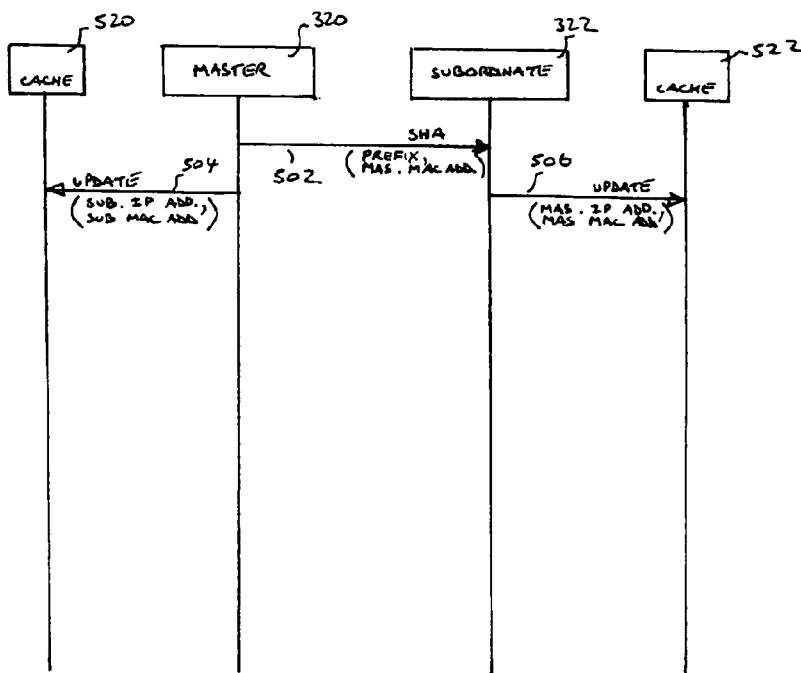 520
320
322
522
CACHE
MASTER
SUBORDNATE
CACHE
SHA
502
(PREFIX,
MAS. MAC ADD.)
504
UPDATE
(SUB. IP ADD.,
SUB MAC ADD)
506
UPDATE
(MAS. IP ADD.,
MAS MAC ADD)